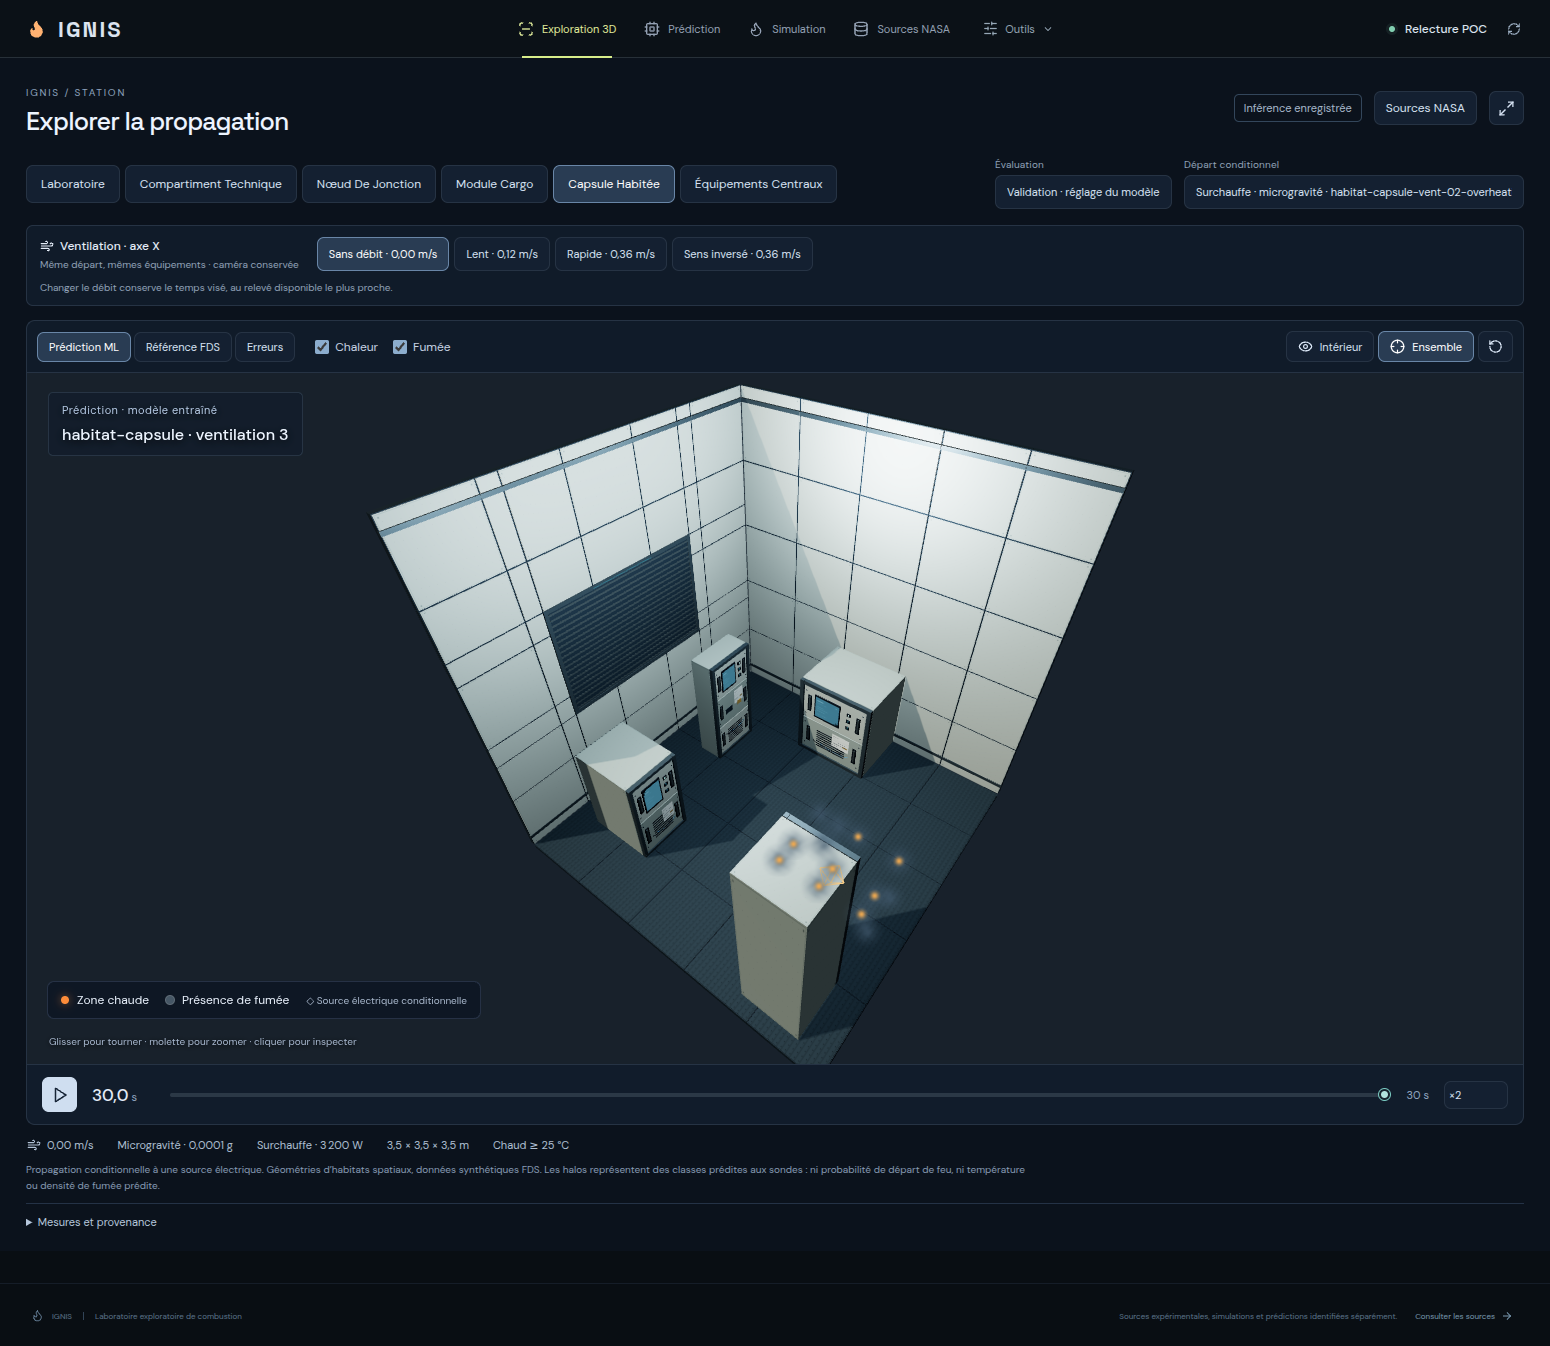 IGNIS
Exploration 3D
Prédiction
Simulation
Sources NASA
Outils
Relecture POC
IGNIS / STATION
Explorer la propagation
Inférence enregistrée
Sources NASA
Laboratoire
Compartiment Technique
Nœud De Jonction
Module Cargo
Capsule Habitée
Équipements Centraux
Évaluation
Validation · réglage du modèle
Départ conditionnel
Surchauffe · microgravité · habitat-capsule-vent-02-overheat
Ventilation · axe X
Même départ, mêmes équipements · caméra conservée
Sans débit · 0,00 m/s
Lent · 0,12 m/s
Rapide · 0,36 m/s
Sens inversé · 0,36 m/s
Changer le débit conserve le temps visé, au relevé disponible le plus proche.
Prédiction ML
Référence FDS
Erreurs
Chaleur
Fumée
Intérieur
Ensemble
Prédiction · modèle entraîné
habitat-capsule · ventilation 3
Zone chaude
Présence de fumée
◇ Source électrique conditionnelle
Glisser pour tourner · molette pour zoomer · cliquer pour inspecter
30,0 s
30 s
×2
0,00 m/s
Microgravité · 0,0001 g
Surchauffe · 3 200 W
3,5 × 3,5 × 3,5 m
Chaud ≥ 25 °C
Propagation conditionnelle à une source électrique. Géométries d'habitats spatiaux, données synthétiques FDS. Les halos représentent des classes prédites aux sondes : ni probabilité de départ de feu, ni température
ou densité de fumée prédite.
Mesures et provenance
IGNIS
Laboratoire exploratoire de combustion
Sources expérimentales, simulations et prédictions identifiées séparément.
Consulter les sources